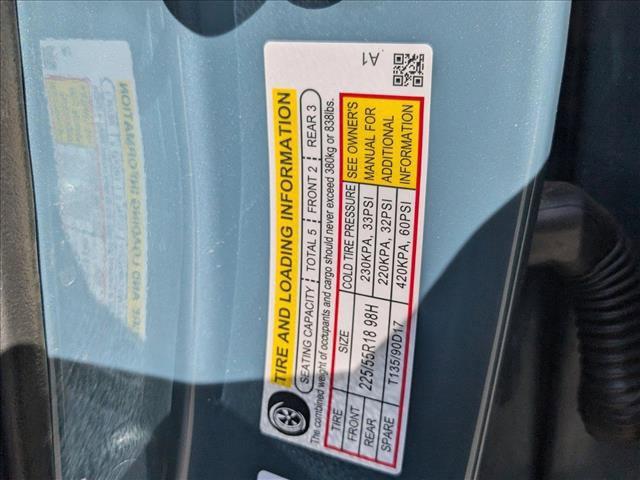 A1
TIRE AND LOADING INFORMATION
SEATING CAPACITY | TOTAL 5 | FRONT 2 | REAR 3
The combined weight of occupants and cargo should never exceed 380kg or 838lbs.
TIRE SIZE COLD TIRE PRESSURE SEE OWNER'S
FRONT 225/55R18 98H 230KPA, 33PSI MANUAL FOR
REAR 220KPA, 32PSI ADDITIONAL
SPARE T135/90D17 420KPA, 60PSI INFORMATION